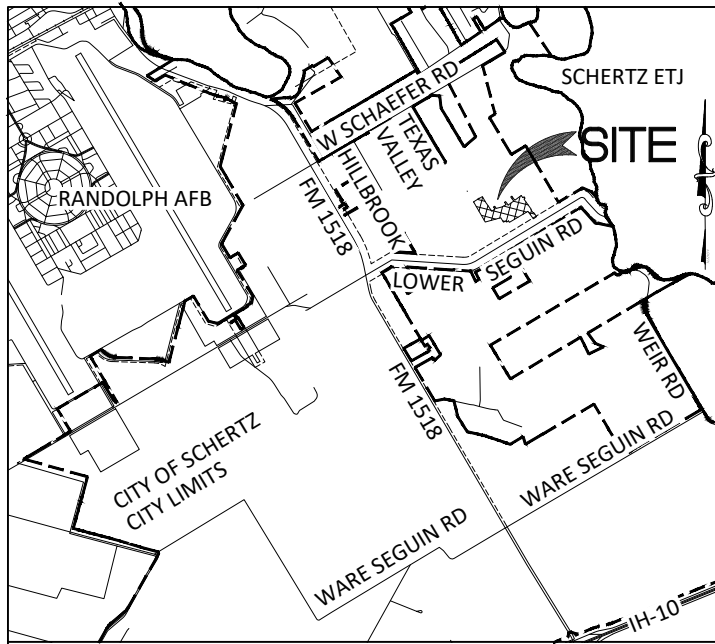 SCHERTZ ETJ
W SCHAEFER RD
TEXAS
VALLEY
SITE
HILLBROOK
RANDOLPH AFB
FM 1518
LOWER
SEGUIN RD
WEIR RD
FM 1518
CITY OF SCHERTZ
CITY LIMITS
WARE SEGUIN RD
WARE SEGUIN RD
IH-10